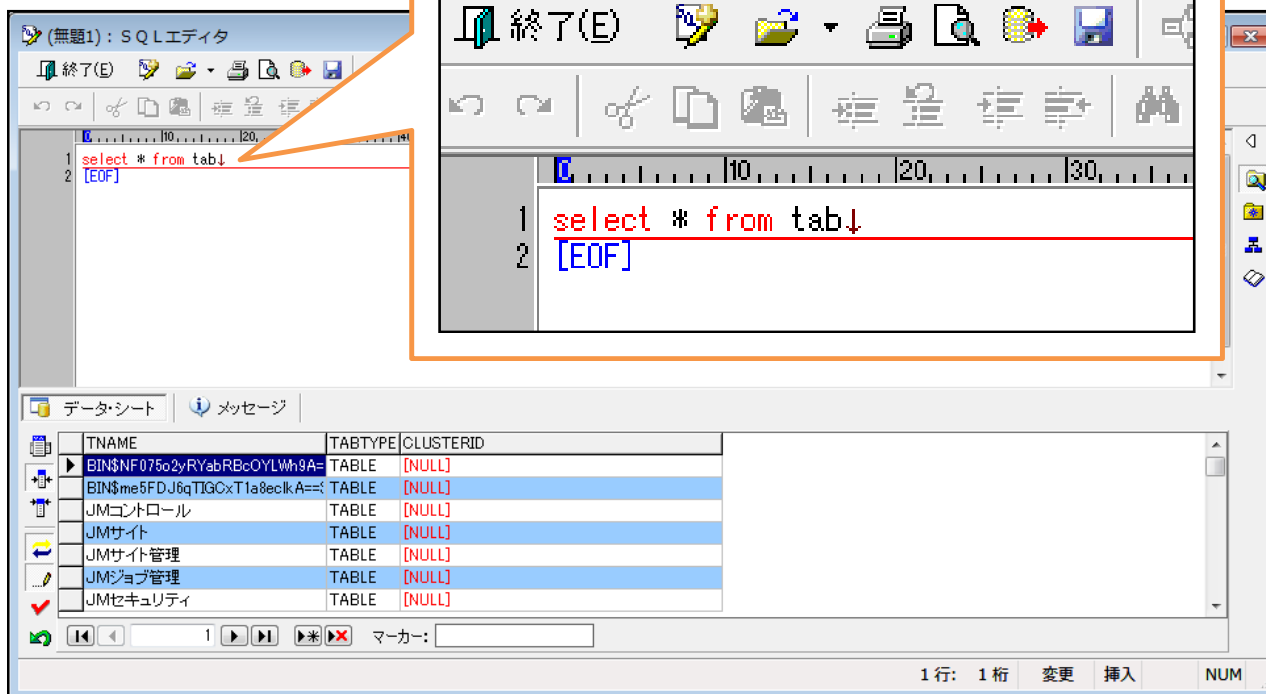 (無題1) : ＳＱＬエディタ
終了(E)
0 10 20 40
1 select * from tab↓
2 [EOF]
終了(E)
0 10 20 30
1 select * from tab↓
2 [EOF]
データ・シート メッセージ
TNAME TABTYPE CLUSTERID
BIN$NF075o2yRYabRBcOYLWh9A= TABLE [NULL]
BIN$me5FDJ6qTIGCxT1a8eclkA== TABLE [NULL]
JMコントロール TABLE [NULL]
JMサイト TABLE [NULL]
JMサイト管理 TABLE [NULL]
JMジョブ管理 TABLE [NULL]
JMセキュリティ TABLE [NULL]
1 マーカー:
1 行: 1 桁 変更 挿入 NUM